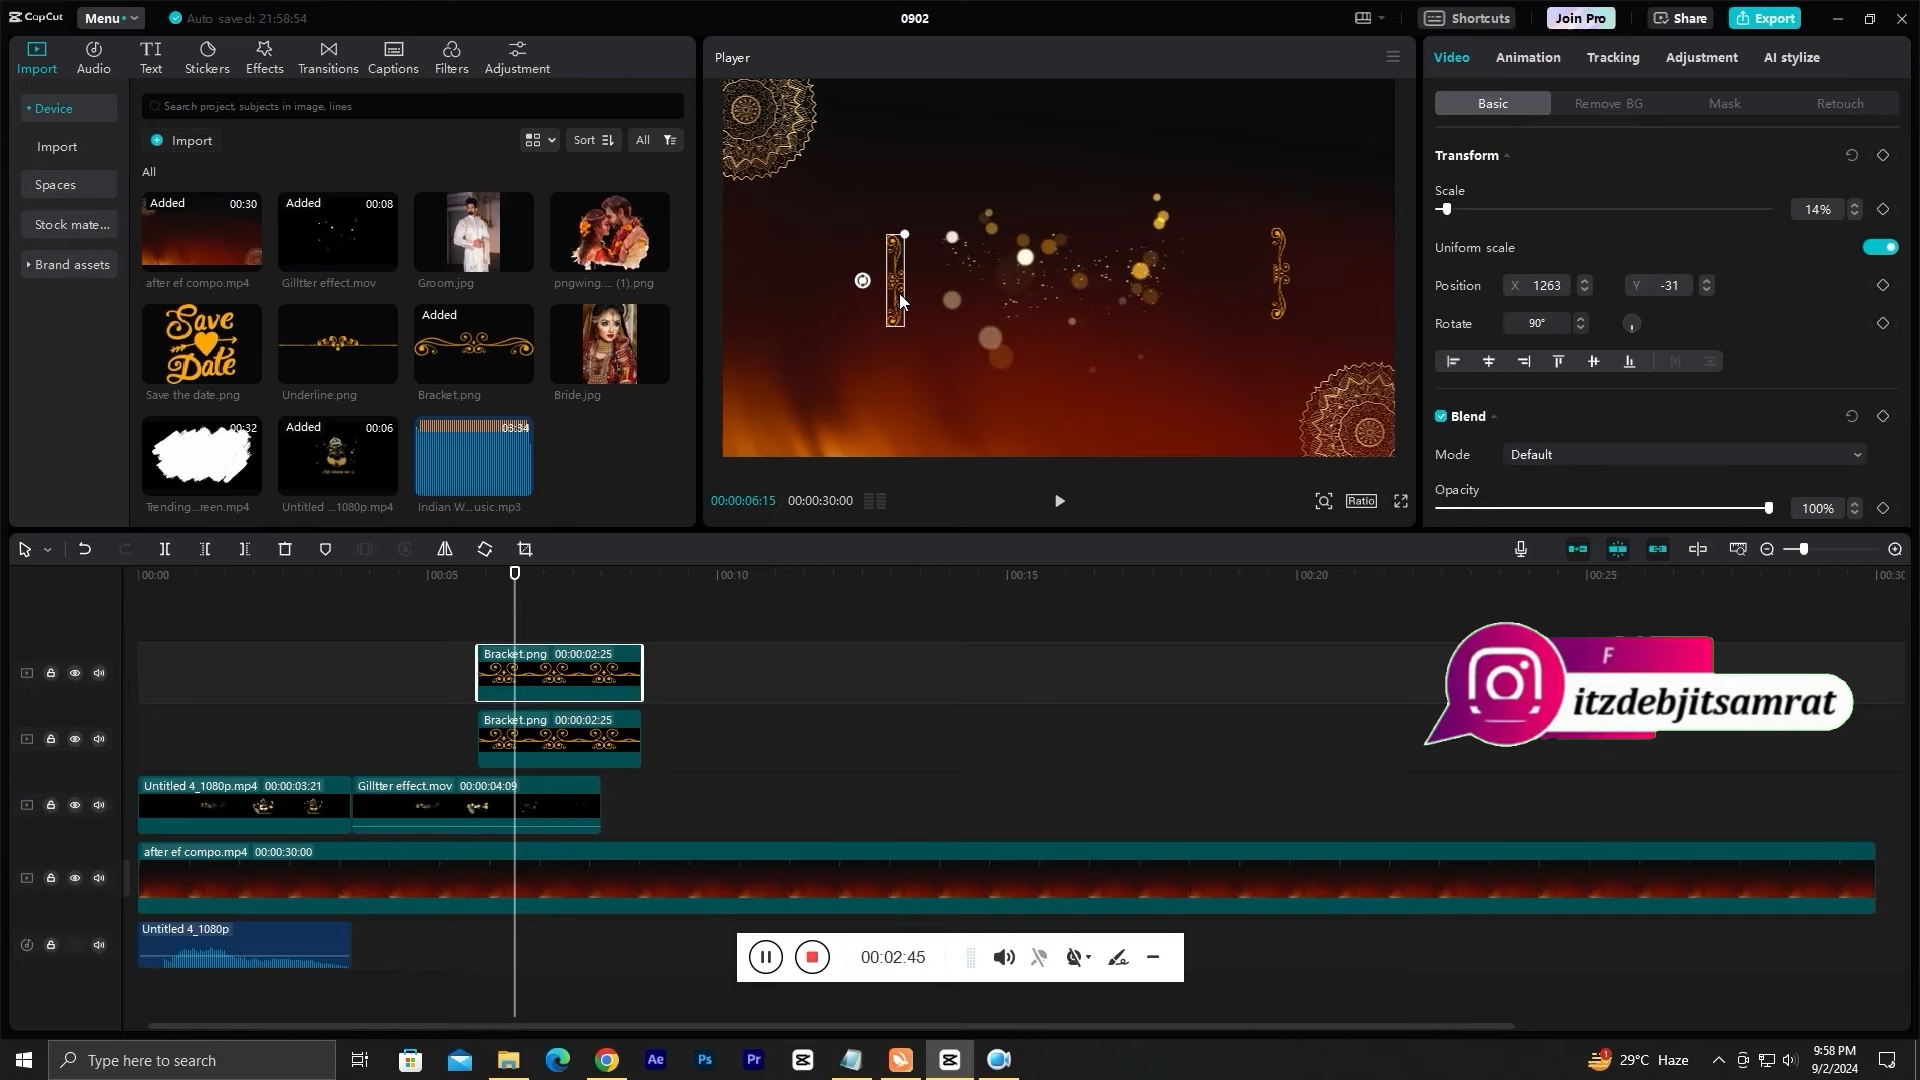 CapCut
Menu
Auto saved: 21:58:54
0902
Shortcuts
Join Pro
Share
Export
Import
Audio
Text
Stickers
Effects
Transitions
Captions
Filters
Adjustment
Device
Import
Spaces
Stock mate...
Brand assets
Search project, subjects in image, lines
Import
Sort
All
All
Added 00:30
Added 00:08
after ef compo.mp4
Gilltter effect.mov
Groom.jpg
pngwing.... (1).png
Save
the
Date
Added
Save the date.png
Underline.png
Bracket.png
Bride.jpg
00:32
Added 00:06
03:34
Trending...reen.mp4
Untitled ...1080p.mp4
Indian W...usic.mp3
Player
00:00:06:15
00:00:30:00
Ratio
Video
Animation
Tracking
Adjustment
AI stylize
Basic
Remove BG
Mask
Retouch
Transform
Scale
14%
Uniform scale
Position
X 1263
Y -31
Rotate
90°
Blend
Mode
Default
Opacity
100%
00:00
00:05
00:10
00:15
00:20
00:25
00:30
Bracket.png 00:00:02:25
Bracket.png 00:00:02:25
Untitled 4_1080p.mp4 00:00:03:21
Gilltter effect.mov 00:00:04:09
after ef compo.mp4 00:00:30:00
Untitled 4_1080p
F
itzdebjitsamrat
00:02:45
Type here to search
Ae
Ps
Pr
1
29°C Haze
9:58 PM
9/2/2024